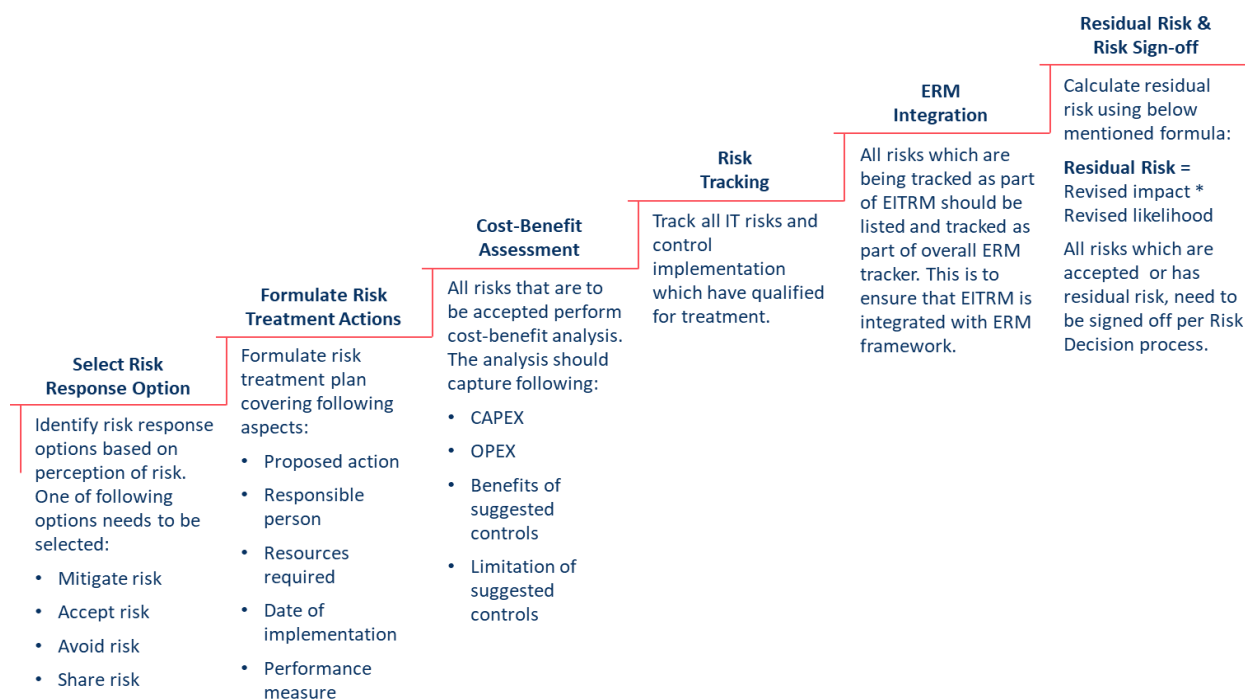 Select Risk
Response Option
Identify risk response
options based on
perception of risk.
One of following
options needs to be
selected:
• Mitigate risk
• Accept risk
• Avoid risk
• Share risk
Formulate Risk
Treatment Actions
Formulate risk
treatment plan
covering following
aspects:
• Proposed action
• Responsible
person
• Resources
required
• Date of
implementation
• Performance
measure
Cost-Benefit
Assessment
All risks that are to
be accepted perform
cost-benefit analysis.
The analysis should
capture following:
• CAPEX
• OPEX
• Benefits of
suggested
controls
• Limitation of
suggested
controls
Risk
Tracking
Track all IT risks and
control
implementation
which have qualified
for treatment.
ERM
Integration
All risks which are
being tracked as part
of EITRM should be
listed and tracked as
part of overall ERM
tracker. This is to
ensure that EITRM is
integrated with ERM
framework.
Residual Risk &
Risk Sign-off
Calculate residual
risk using below
mentioned formula:
Residual Risk =
Revised impact *
Revised likelihood
All risks which are
accepted or has
residual risk, need to
be signed off per Risk
Decision process.